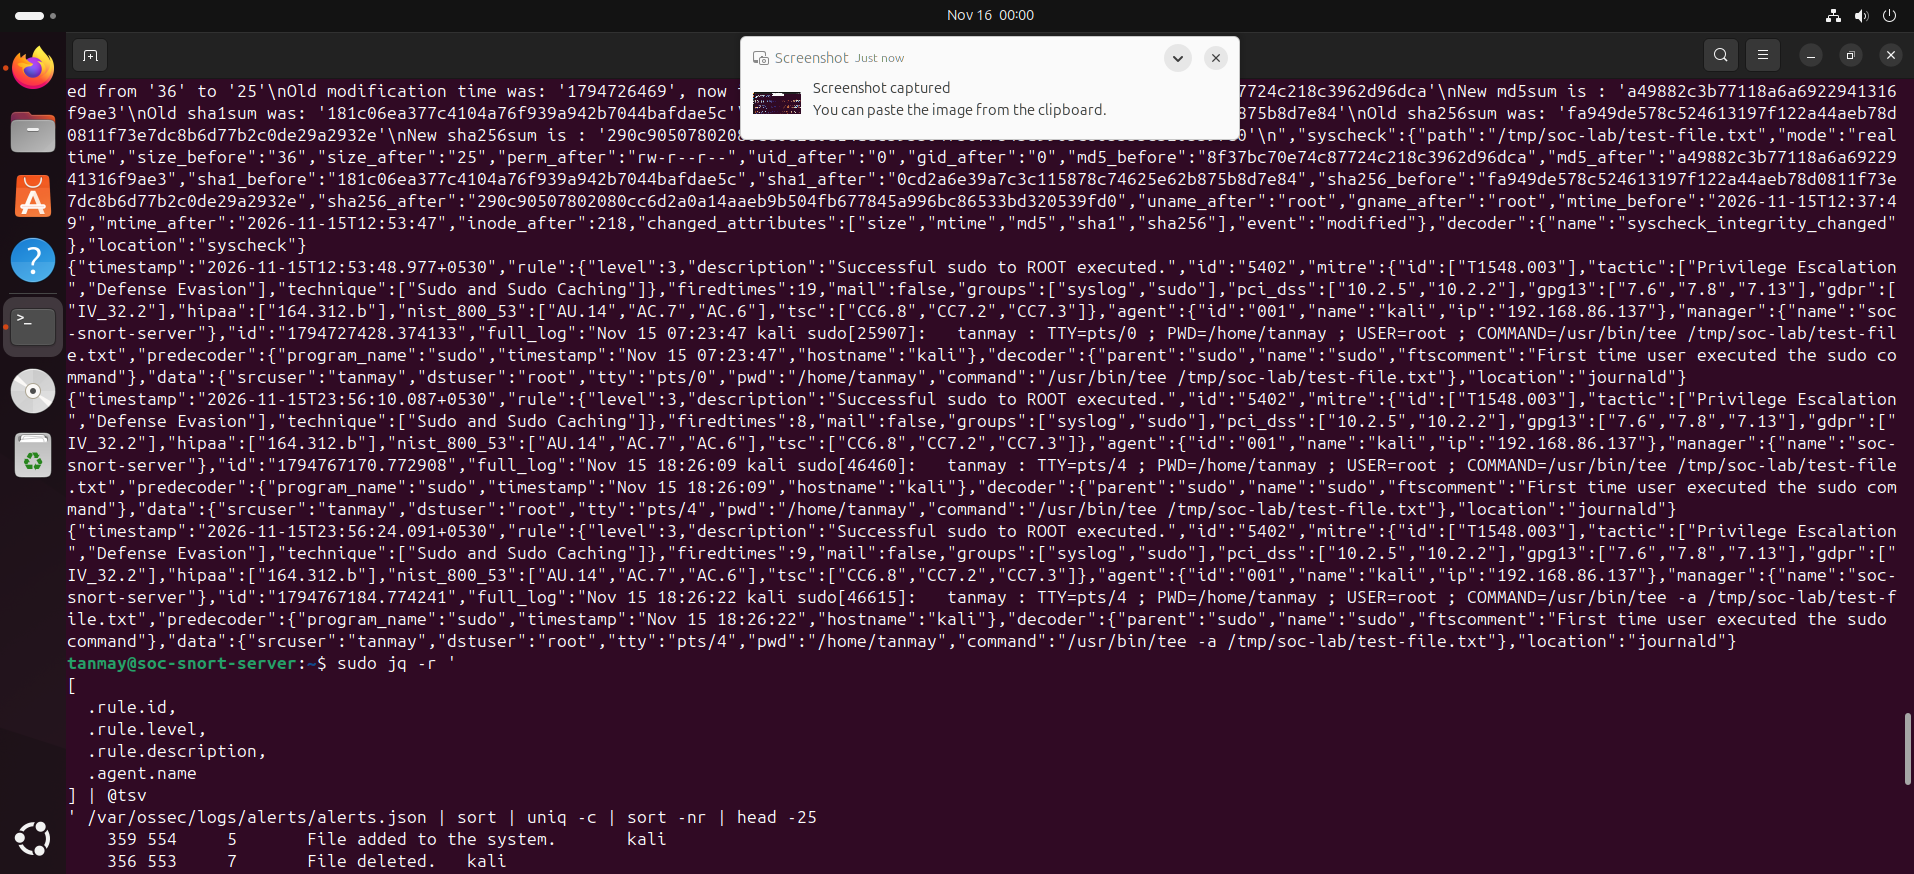 Nov 16 00:00
Screenshot Just now
Screenshot captured
You can paste the image from the clipboard.
ed from '36' to '25'\nOld modification time was: '1794726469', now 7724c218c3962d96dca'\nNew md5sum is : 'a49882c3b77118a6a6922941316
f9ae3'\nOld sha1sum was: '181c06ea377c4104a76f939a942b7044bafdae5c' 875b8d7e84'\nOld sha256sum was: 'fa949de578c524613197f122a44aeb78d
0811f73e7dc8b6d77b2c0de29a2932e'\nNew sha256sum is : '290c9050780208 0'\n","syscheck":{"path":"/tmp/soc-lab/test-file.txt","mode":"real
time","size_before":"36","size_after":"25","perm_after":"rw-r--r--","uid_after":"0","gid_after":"0","md5_before":"8f37bc70e74c87724c218c3962d96dca","md5_after":"a49882c3b77118a6a6922
941316f9ae3","sha1_before":"181c06ea377c4104a76f939a942b7044bafdae5c","sha1_after":"0cd2a6e39a7c3c115878c74625e62b875b8d7e84","sha256_before":"fa949de578c524613197f122a44aeb78d0811f73e
7dc8b6d77b2c0de29a2932e","sha256_after":"290c90507802080cc6d2a0a14aaeb9b504fb677845a996bc86533bd320539fd0","uname_after":"root","gname_after":"root","mtime_before":"2026-11-15T12:37:4
9","mtime_after":"2026-11-15T12:53:47","inode_after":218,"changed_attributes":["size","mtime","md5","sha1","sha256"],"event":"modified"},"decoder":{"name":"syscheck_integrity_changed"
},"location":"syscheck"}
{"timestamp":"2026-11-15T12:53:48.977+0530","rule":{"level":3,"description":"Successful sudo to ROOT executed.","id":"5402","mitre":{"id":["T1548.003"],"tactic":["Privilege Escalation
","Defense Evasion"],"technique":["Sudo and Sudo Caching"]},"firedtimes":19,"mail":false,"groups":["syslog","sudo"],"pci_dss":["10.2.5","10.2.2"],"gpg13":["7.6","7.8","7.13"],"gdpr":[
"IV_32.2"],"hipaa":["164.312.b"],"nist_800_53":["AU.14","AC.7","AC.6"],"tsc":["CC6.8","CC7.2","CC7.3"]},"agent":{"id":"001","name":"kali","ip":"192.168.86.137"},"manager":{"name":"soc
-snort-server"},"id":"1794727428.374133","full_log":"Nov 15 07:23:47 kali sudo[25907]:   tanmay : TTY=pts/0 ; PWD=/home/tanmay ; USER=root ; COMMAND=/usr/bin/tee /tmp/soc-lab/test-fil
e.txt","predecoder":{"program_name":"sudo","timestamp":"Nov 15 07:23:47","hostname":"kali"},"decoder":{"parent":"sudo","name":"sudo","ftscomment":"First time user executed the sudo co
mmand"},"data":{"srcuser":"tanmay","dstuser":"root","tty":"pts/0","pwd":"/home/tanmay","command":"/usr/bin/tee /tmp/soc-lab/test-file.txt"},"location":"journald"}
{"timestamp":"2026-11-15T23:56:10.087+0530","rule":{"level":3,"description":"Successful sudo to ROOT executed.","id":"5402","mitre":{"id":["T1548.003"],"tactic":["Privilege Escalation
","Defense Evasion"],"technique":["Sudo and Sudo Caching"]},"firedtimes":8,"mail":false,"groups":["syslog","sudo"],"pci_dss":["10.2.5","10.2.2"],"gpg13":["7.6","7.8","7.13"],"gdpr":["
IV_32.2"],"hipaa":["164.312.b"],"nist_800_53":["AU.14","AC.7","AC.6"],"tsc":["CC6.8","CC7.2","CC7.3"]},"agent":{"id":"001","name":"kali","ip":"192.168.86.137"},"manager":{"name":"soc-
snort-server"},"id":"1794767170.772908","full_log":"Nov 15 18:26:09 kali sudo[46460]:   tanmay : TTY=pts/4 ; PWD=/home/tanmay ; USER=root ; COMMAND=/usr/bin/tee /tmp/soc-lab/test-file
.txt","predecoder":{"program_name":"sudo","timestamp":"Nov 15 18:26:09","hostname":"kali"},"decoder":{"parent":"sudo","name":"sudo","ftscomment":"First time user executed the sudo com
mand"},"data":{"srcuser":"tanmay","dstuser":"root","tty":"pts/4","pwd":"/home/tanmay","command":"/usr/bin/tee /tmp/soc-lab/test-file.txt"},"location":"journald"}
{"timestamp":"2026-11-15T23:56:24.091+0530","rule":{"level":3,"description":"Successful sudo to ROOT executed.","id":"5402","mitre":{"id":["T1548.003"],"tactic":["Privilege Escalation
","Defense Evasion"],"technique":["Sudo and Sudo Caching"]},"firedtimes":9,"mail":false,"groups":["syslog","sudo"],"pci_dss":["10.2.5","10.2.2"],"gpg13":["7.6","7.8","7.13"],"gdpr":["
IV_32.2"],"hipaa":["164.312.b"],"nist_800_53":["AU.14","AC.7","AC.6"],"tsc":["CC6.8","CC7.2","CC7.3"]},"agent":{"id":"001","name":"kali","ip":"192.168.86.137"},"manager":{"name":"soc-
snort-server"},"id":"1794767184.774241","full_log":"Nov 15 18:26:22 kali sudo[46615]:   tanmay : TTY=pts/4 ; PWD=/home/tanmay ; USER=root ; COMMAND=/usr/bin/tee -a /tmp/soc-lab/test-f
ile.txt","predecoder":{"program_name":"sudo","timestamp":"Nov 15 18:26:22","hostname":"kali"},"decoder":{"parent":"sudo","name":"sudo","ftscomment":"First time user executed the sudo
command"},"data":{"srcuser":"tanmay","dstuser":"root","tty":"pts/4","pwd":"/home/tanmay","command":"/usr/bin/tee -a /tmp/soc-lab/test-file.txt"},"location":"journald"}
tanmay@soc-snort-server:~$ sudo jq -r '
[
  .rule.id,
  .rule.level,
  .rule.description,
  .agent.name
] | @tsv
' /var/ossec/logs/alerts/alerts.json | sort | uniq -c | sort -nr | head -25
    359 554     5       File added to the system.       kali
    356 553     7       File deleted.   kali